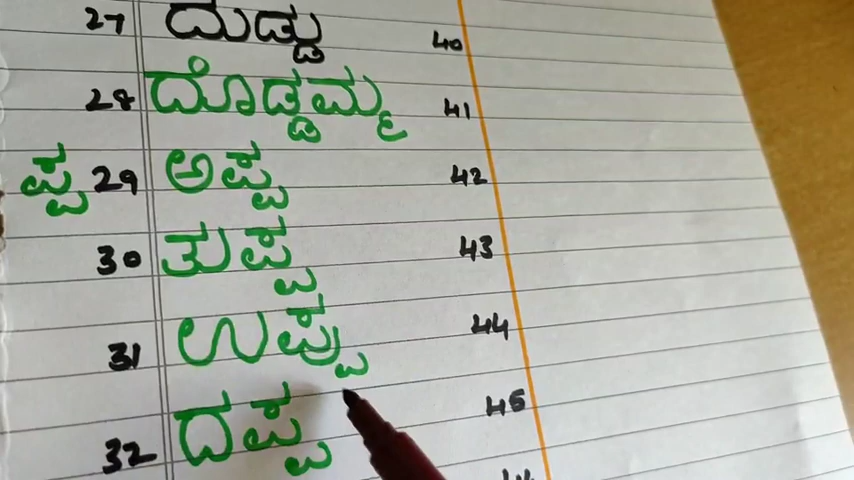 27 ದುಡ್ಡು 40
28 ದೊಡ್ಡಮ್ಮ 41
ಪ್ಪ 29 ಅಪ್ಪ 42
30 ತುಪ್ಪ 43
31 ಉಪ್ಪು 44
32 ದಪ್ಪ 45